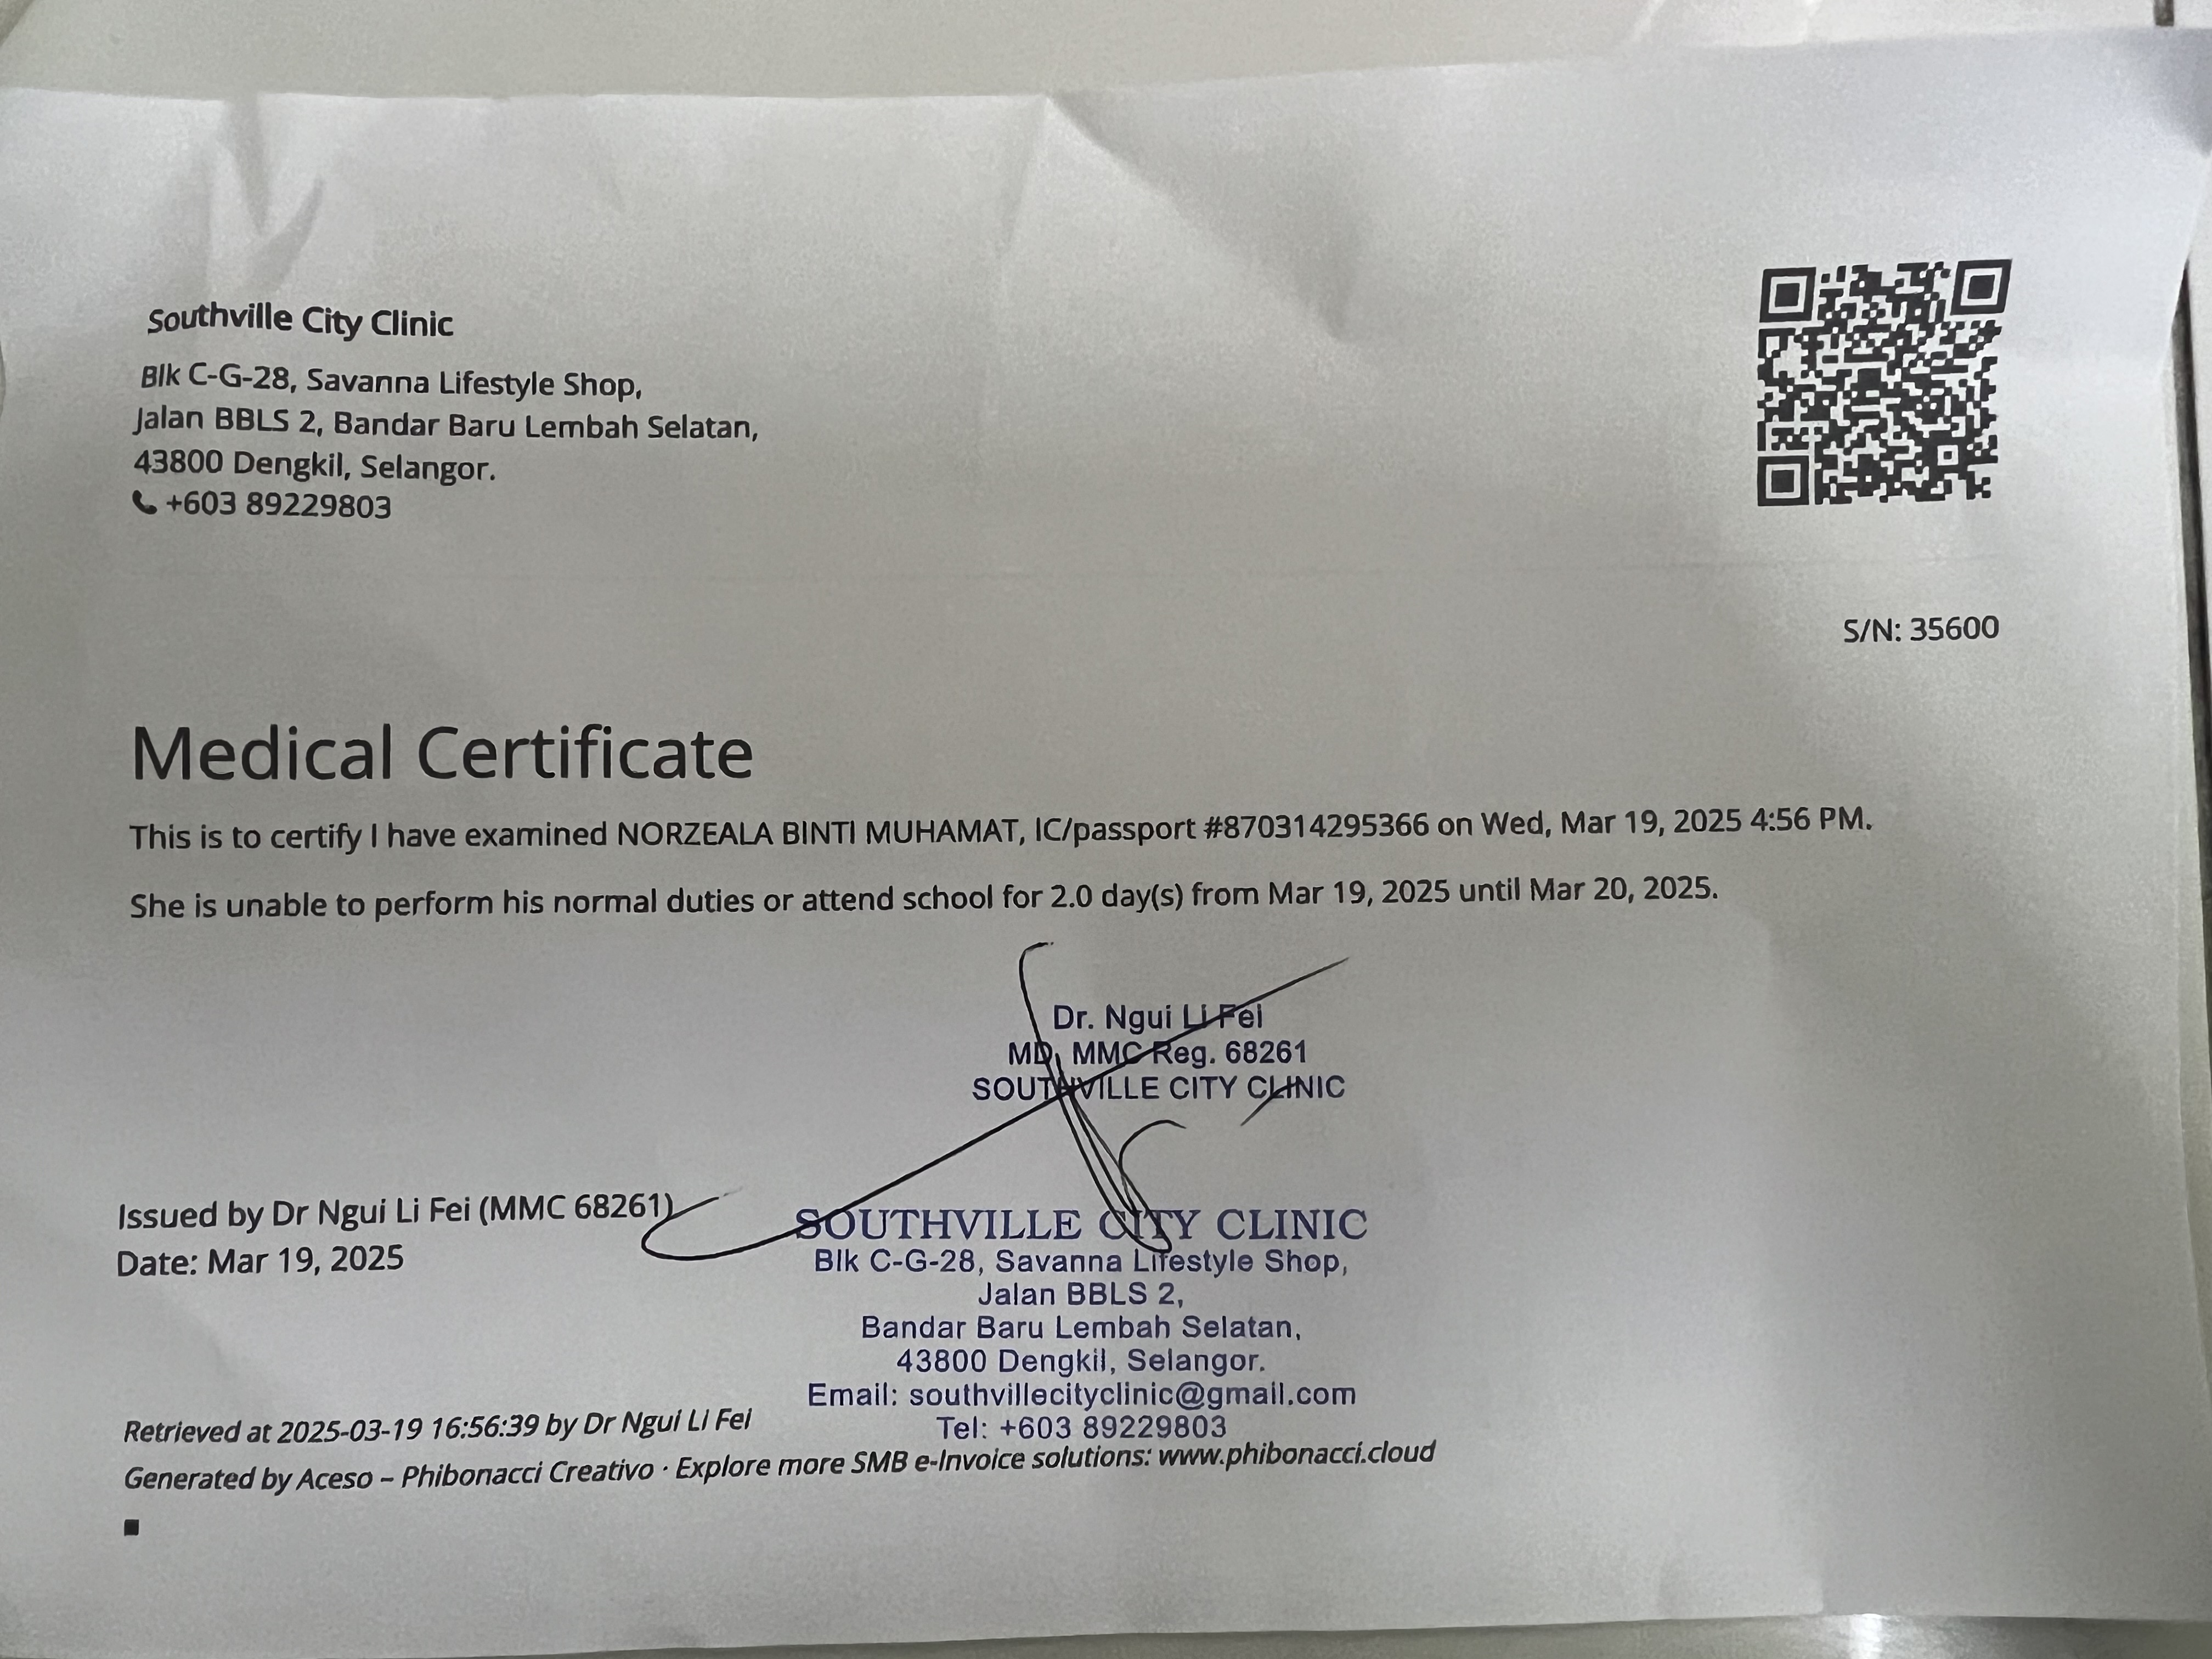 Southville City Clinic
Blk C-G-28, Savanna Lifestyle Shop,
Jalan BBLS 2, Bandar Baru Lembah Selatan,
43800 Dengkil, Selangor.
+603 89229803
S/N: 35600
Medical Certificate
This is to certify I have examined NORZEALA BINTI MUHAMAT, IC/passport #870314295366 on Wed, Mar 19, 2025 4:56 PM.
She is unable to perform his normal duties or attend school for 2.0 day(s) from Mar 19, 2025 until Mar 20, 2025.
Dr. Ngui Li Fei
MD, MMC Reg. 68261
SOUTHVILLE CITY CLINIC
Issued by Dr Ngui Li Fei (MMC 68261)
Date: Mar 19, 2025
SOUTHVILLE CITY CLINIC
Blk C-G-28, Savanna Lifestyle Shop,
Jalan BBLS 2,
Bandar Baru Lembah Selatan,
43800 Dengkil, Selangor.
Email: southvillecityclinic@gmail.com
Tel: +603 89229803
Retrieved at 2025-03-19 16:56:39 by Dr Ngui Li Fei
Generated by Aceso – Phibonacci Creativo · Explore more SMB e-Invoice solutions: www.phibonacci.cloud